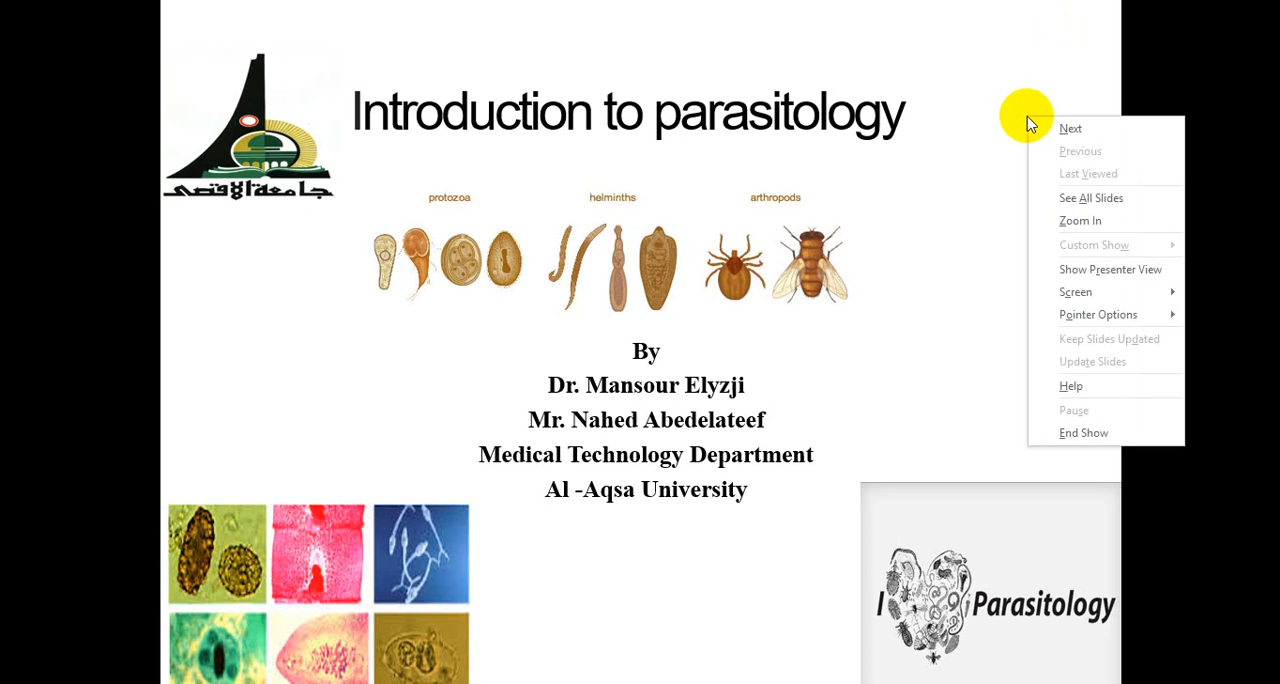 Introduction to parasitology
جامعة الاقصى
protozoa
helminths
arthropods
By
Dr. Mansour Elyzji
Mr. Nahed Abedelateef
Medical Technology Department
Al -Aqsa University
I
Parasitology
Next
Previous
Last Viewed
See All Slides
Zoom In
Custom Show
Show Presenter View
Screen
Pointer Options
Keep Slides Updated
Update Slides
Help
Pause
End Show